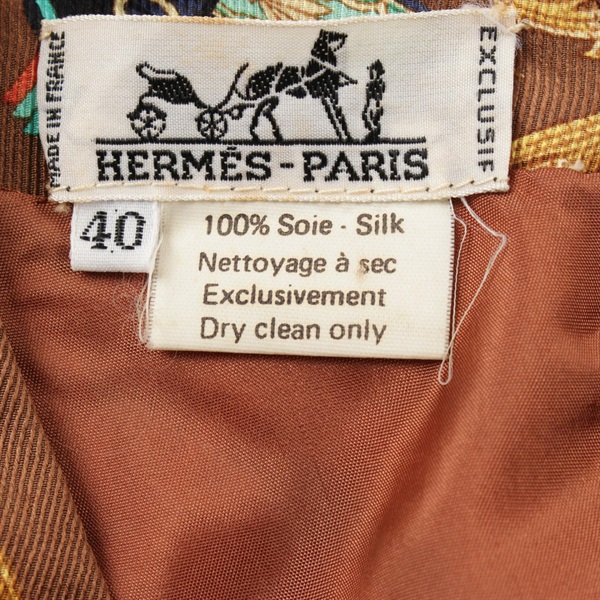 MADE IN FRANCE
EXCLUSIF
HERMÈS-PARIS
40
100% Soie - Silk
Nettoyage à sec
Exclusivement
Dry clean only